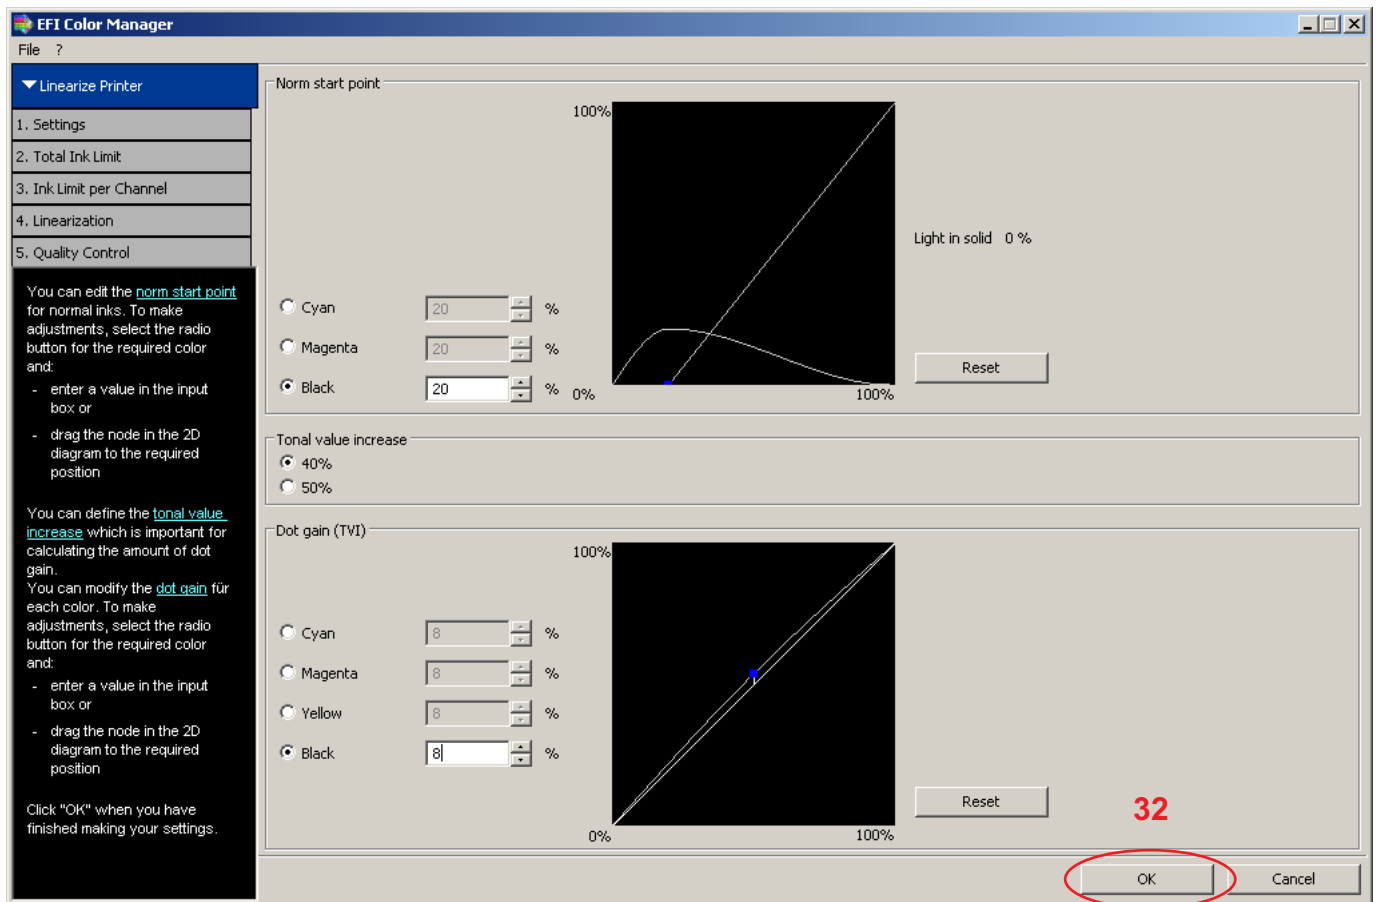 EFI Color Manager
File ?
Linearize Printer
1. Settings
2. Total Ink Limit
3. Ink Limit per Channel
4. Linearization
5. Quality Control
You can edit the norm start point
for normal inks. To make
adjustments, select the radio
button for the required color
and:
- enter a value in the input
box or
- drag the node in the 2D
diagram to the required
position
You can define the tonal value
increase which is important for
calculating the amount of dot
gain.
You can modify the dot gain für
each color. To make
adjustments, select the radio
button for the required color
and:
- enter a value in the input
box or
- drag the node in the 2D
diagram to the required
position
Click "OK" when you have
finished making your settings.
Norm start point
100%
Light in solid 0 %
Cyan 20 %
Magenta 20 %
Black 20 %
0% 100%
Reset
Tonal value increase
40%
50%
Dot gain (TVI)
100%
Cyan 8 %
Magenta 8 %
Yellow 8 %
Black 8 %
0% 100%
Reset
32
OK Cancel